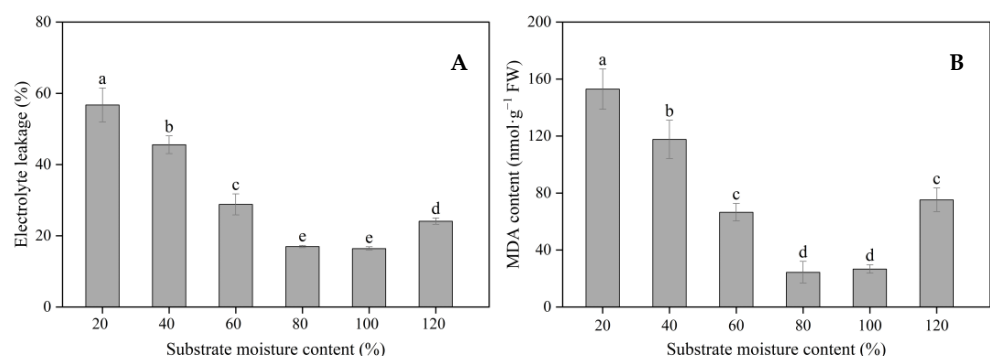 80
60
40
20
0
Electrolyte leakage (%)
a
b
c
e
e
d
A
20 40 60 80 100 120
Substrate moisture content (%)
200
160
120
80
40
0
MDA content (nmol·g⁻¹ FW)
a
b
c
d
d
c
B
20 40 60 80 100 120
Substrate moisture content (%)